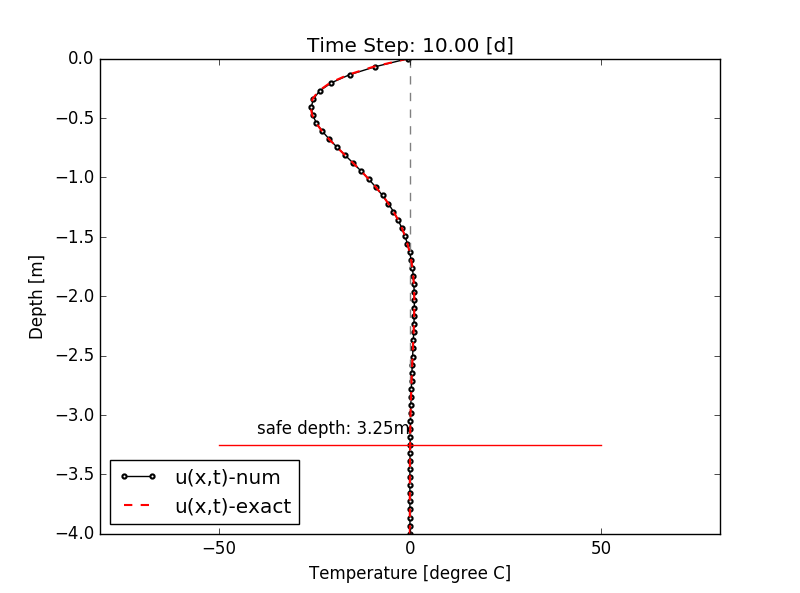 Time Step: 10.00 [d]
0.0
−0.5
−1.0
−1.5
−2.0
−2.5
−3.0
−3.5
−4.0
Depth [m]
safe depth: 3.25m
u(x,t)-num
u(x,t)-exact
−50
0
50
Temperature [degree C]